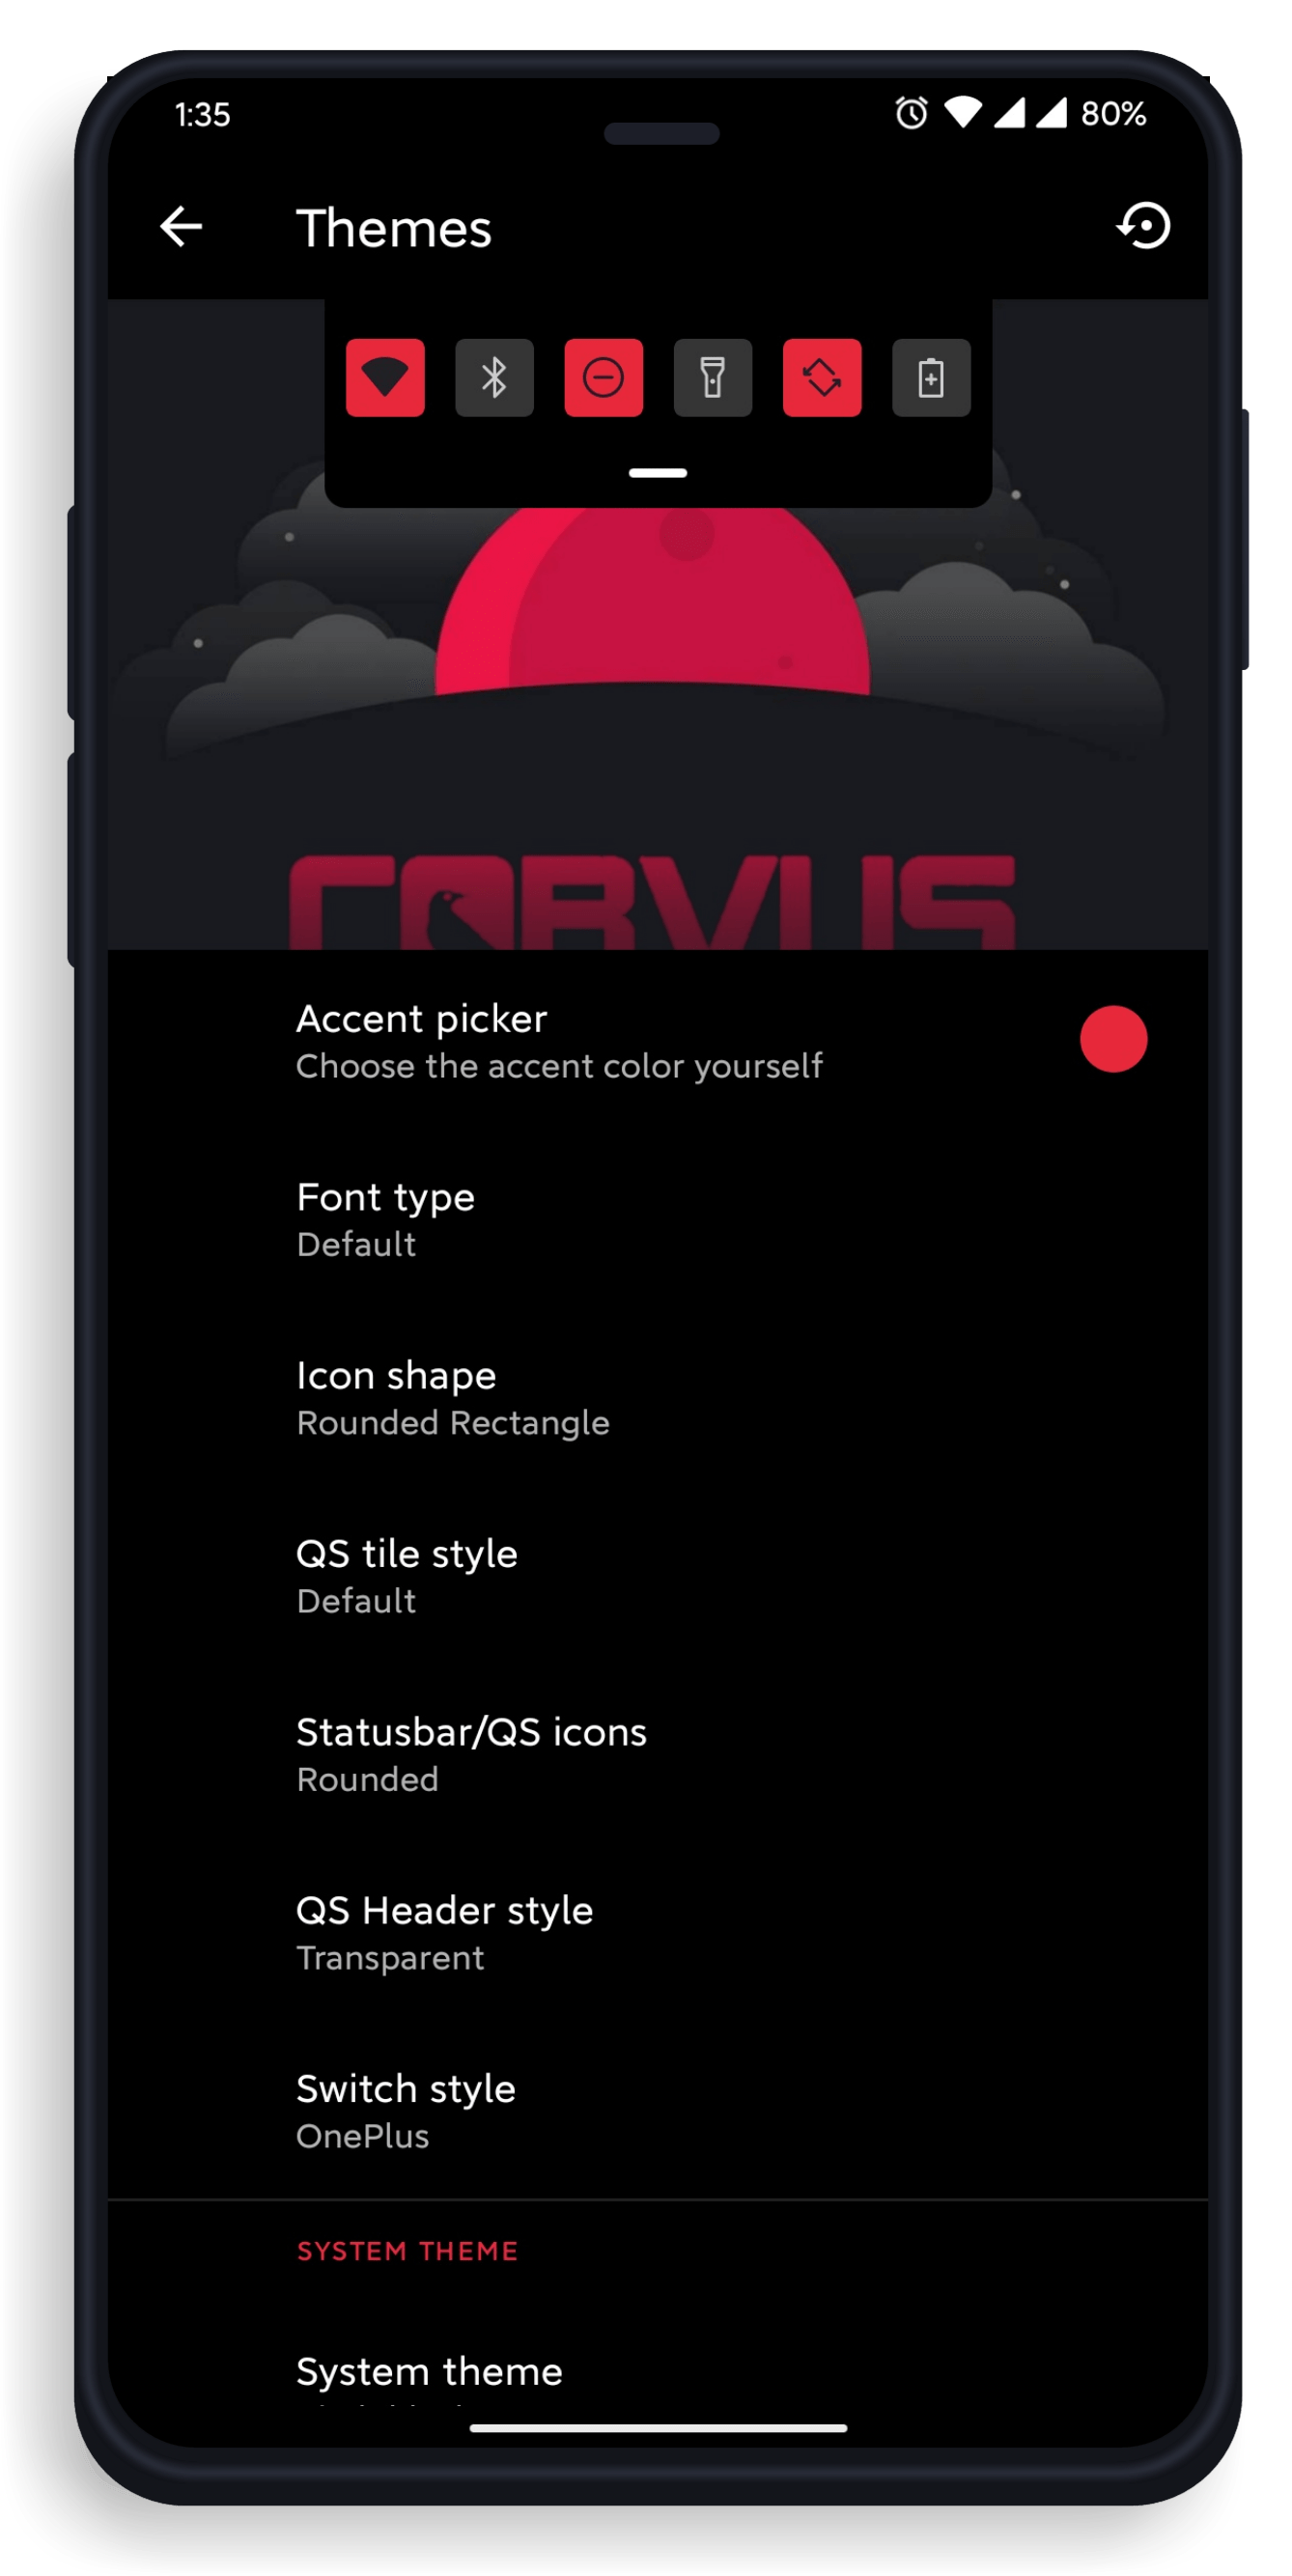 1:35 80%
Themes
CORVUS
Accent picker
Choose the accent color yourself
Font type
Default
Icon shape
Rounded Rectangle
QS tile style
Default
Statusbar/QS icons
Rounded
QS Header style
Transparent
Switch style
OnePlus
SYSTEM THEME
System theme